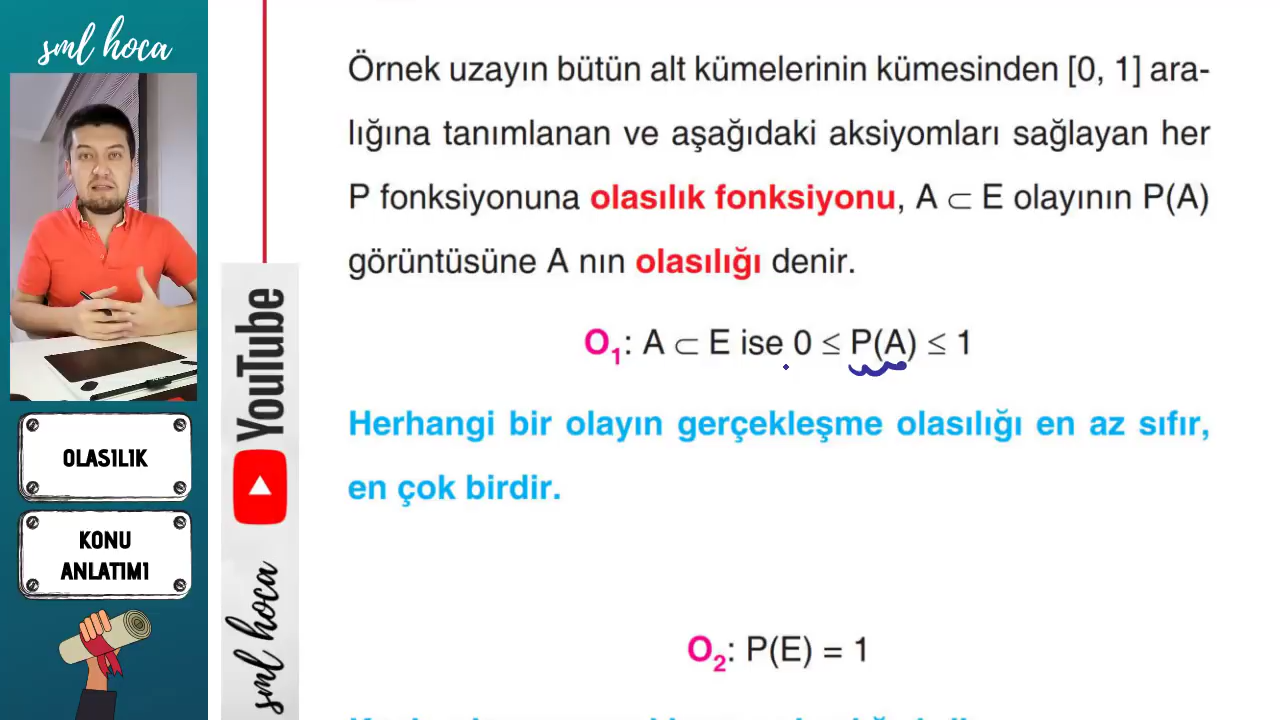 sml hoca
OLASILIK
KONU
ANLATIMI
YouTube
sml hoca
Örnek uzayın bütün alt kümelerinin kümesinden [0, 1] ara-
lığına tanımlanan ve aşağıdaki aksiyomları sağlayan her
P fonksiyonuna olasılık fonksiyonu, A ⊂ E olayının P(A)
görüntüsüne A nın olasılığı denir.
O₁: A ⊂ E ise 0 ≤ P(A) ≤ 1
Herhangi bir olayın gerçekleşme olasılığı en az sıfır,
en çok birdir.
O₂: P(E) = 1